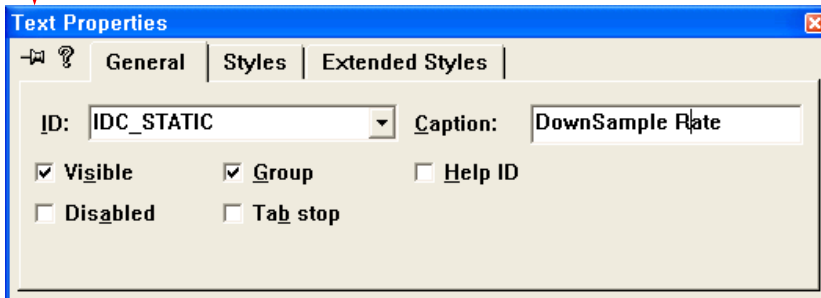 Text Properties
General Styles Extended Styles
ID: IDC_STATIC Caption: DownSample Rate
Visible Group Help ID
Disabled Tab stop